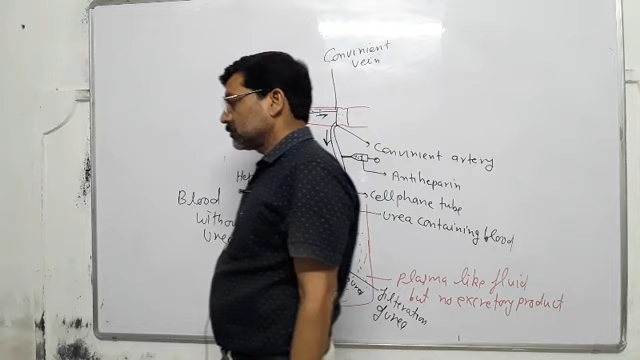 Convinient
vein
Convinient artery
Antiheparin
Cellphane tube
Blood
urea containing blood
plasma like fluid
but no excretory product
filtration